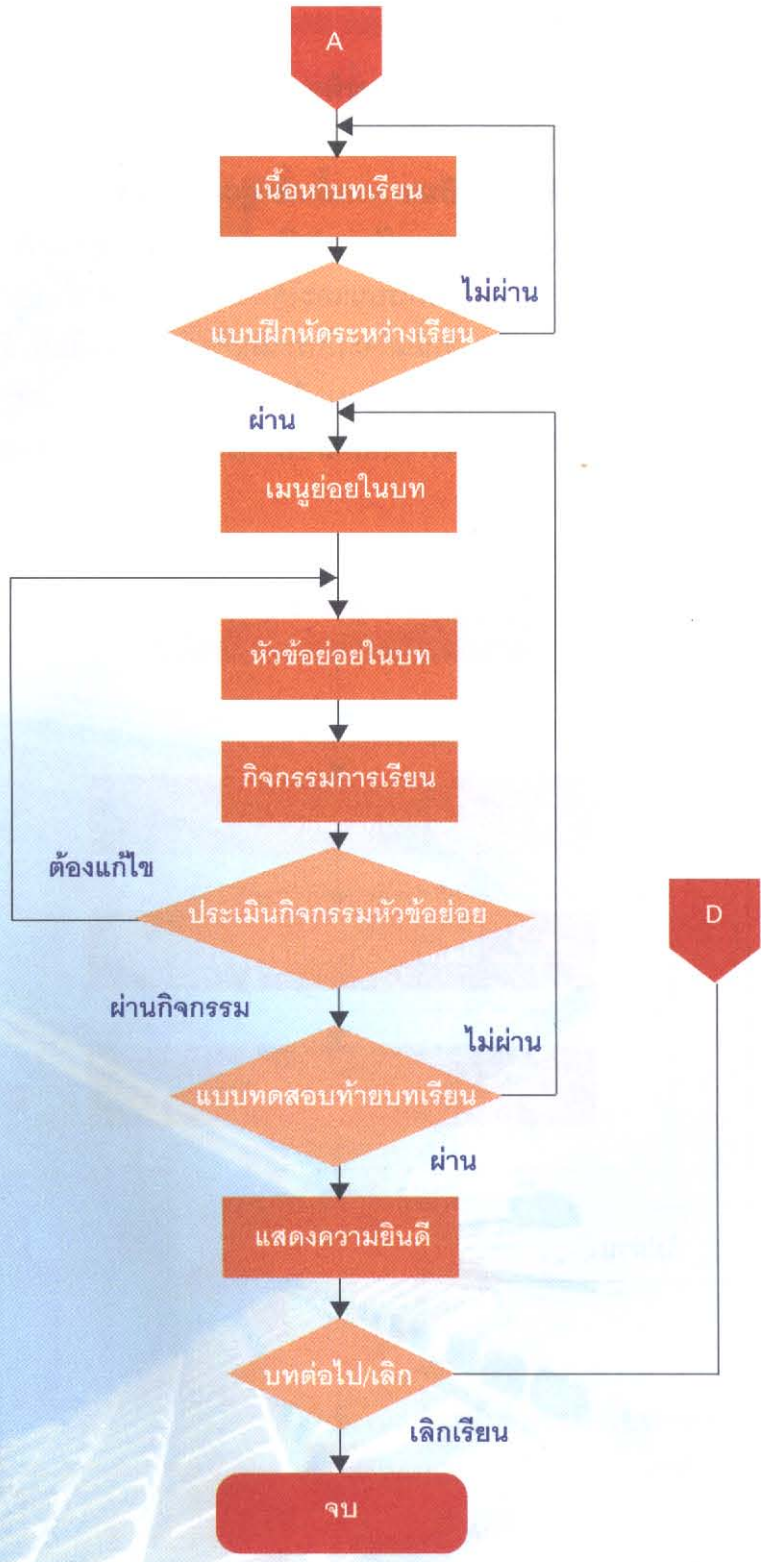 A
เนื้อหาบทเรียน
ไม่ผ่าน
แบบฝึกหัดระหว่างเรียน
ผ่าน
เมนูย่อยในบท
หัวข้อย่อยในบท
กิจกรรมการเรียน
ต้องแก้ไข
ประเมินกิจกรรมหัวข้อย่อย
D
ผ่านกิจกรรม
ไม่ผ่าน
แบบทดสอบท้ายบทเรียน
ผ่าน
แสดงความยินดี
บทต่อไป/เลิก
เลิกเรียน
จบ